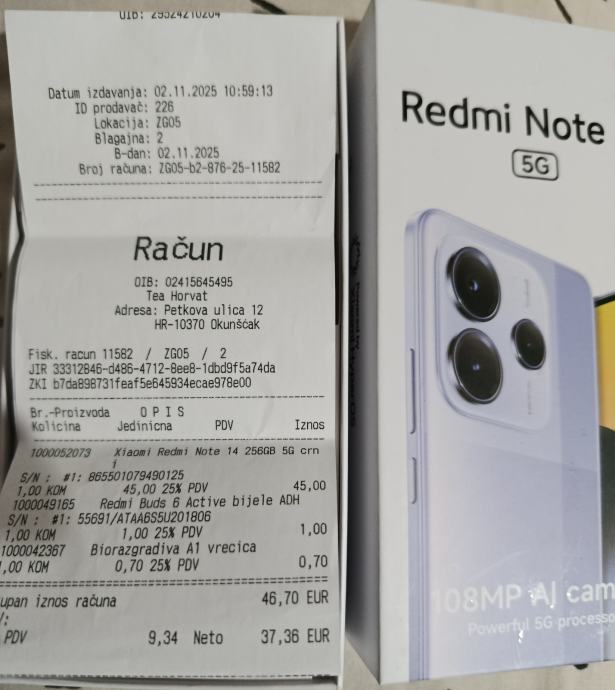 OIB: 29524210204
Datum izdavanja: 02.11.2025 10:59:13
ID prodavač: 226
Lokacija: ZG05
Blagajna: 2
B-dan: 02.11.2025
Broj računa: ZG05-b2-876-25-11582
Račun
OIB: 02415645495
Tea Horvat
Adresa: Petkova ulica 12
HR-10370 Okunšćak
Fisk. racun 11582 / ZG05 / 2
JIR 33312846-d486-4712-8ee8-1dbd9f5a74da
ZKI b7da898731feaf5e645934ecae978e00
Br.-Proizvoda O P I S
Kolicina Jedinicna PDV Iznos
1000052073 Xiaomi Redmi Note 14 256GB 5G crn
i
S/N : #1: 865501079490125
1,00 KOM 45,00 25% PDV 45,00
1000049165 Redmi Buds 6 Active bijele ADH
S/N : #1: 55691/ATAA6S5U201806
1,00 KOM 1,00 25% PDV 1,00
1000042367 Biorazgradiva A1 vrecica
1,00 KOM 0,70 25% PDV 0,70
upan iznos računa 46,70 EUR
PDV 9,34 Neto 37,36 EUR
Redmi Note
5G
108MP AI cam
Powerful 5G processo